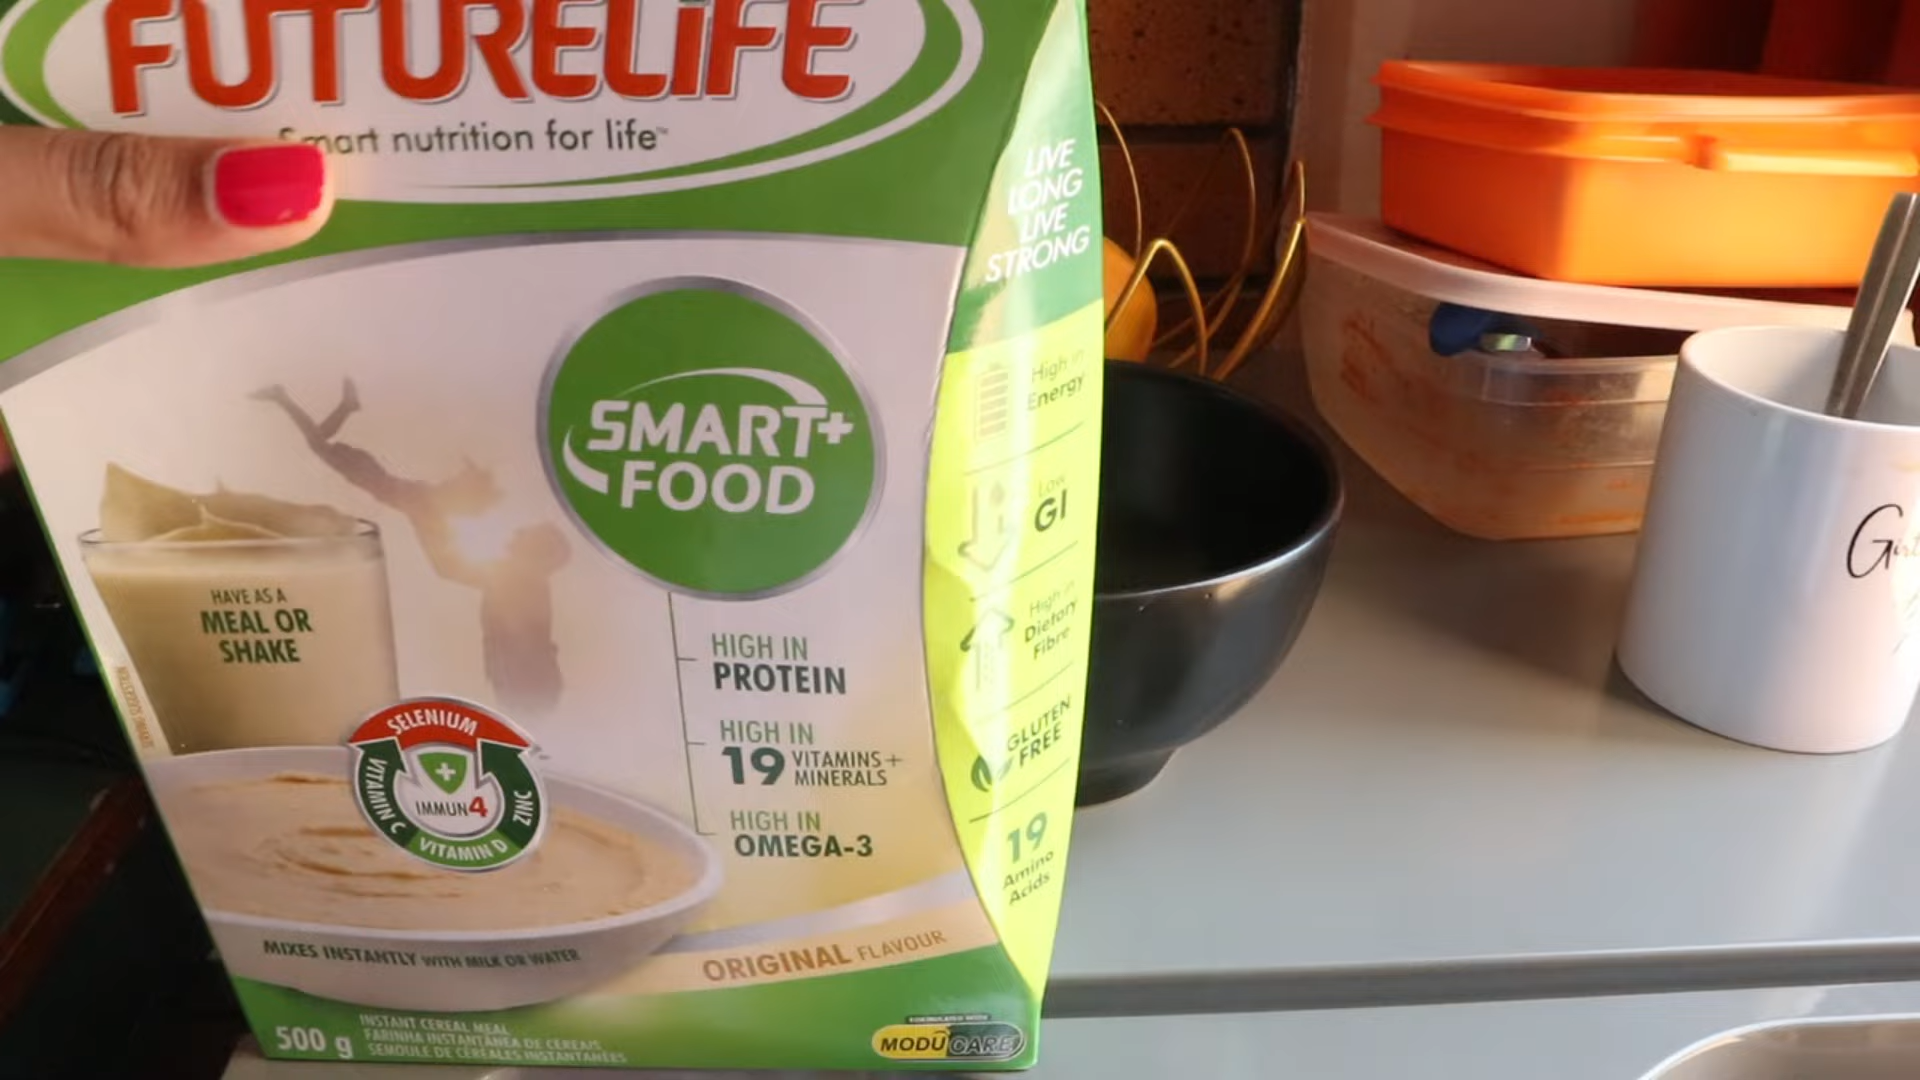 FUTURELiFE
Smart nutrition for life™
LIVE
LONG
LIVE
STRONG
SMART+
FOOD
High in
Energy
Low
GI
High in
Dietary
Fibre
GLUTEN
FREE
19
Amino
Acids
HAVE AS A
MEAL OR
SHAKE
HIGH IN
PROTEIN
HIGH IN
19 VITAMINS +
MINERALS
HIGH IN
OMEGA-3
SELENIUM
VITAMIN C
ZINC
IMMUN4
VITAMIN D
MIXES INSTANTLY WITH MILK OR WATER
ORIGINAL FLAVOUR
500 g
INSTANT CEREAL MEAL
FARINHA INSTANTÂNEA DE CEREAIS
SEMOULE DE CÉRÉALES INSTANTANÉES
MODUCARE